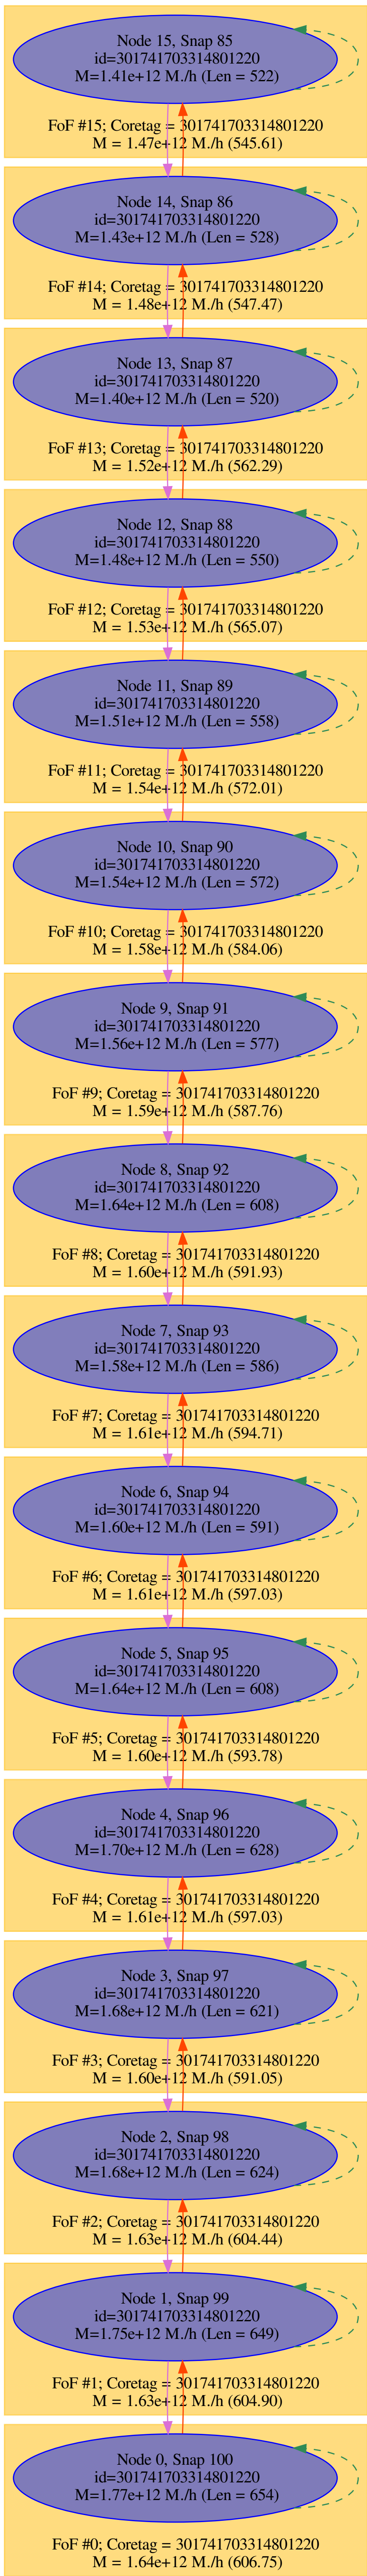 Node 15, Snap 85
id=301741703314801220
M=1.41e+12 M./h (Len = 522)
FoF #15; Coretag = 301741703314801220
M = 1.47e+12 M./h (545.61)
Node 14, Snap 86
id=301741703314801220
M=1.43e+12 M./h (Len = 528)
FoF #14; Coretag = 301741703314801220
M = 1.48e+12 M./h (547.47)
Node 13, Snap 87
id=301741703314801220
M=1.40e+12 M./h (Len = 520)
FoF #13; Coretag = 301741703314801220
M = 1.52e+12 M./h (562.29)
Node 12, Snap 88
id=301741703314801220
M=1.48e+12 M./h (Len = 550)
FoF #12; Coretag = 301741703314801220
M = 1.53e+12 M./h (565.07)
Node 11, Snap 89
id=301741703314801220
M=1.51e+12 M./h (Len = 558)
FoF #11; Coretag = 301741703314801220
M = 1.54e+12 M./h (572.01)
Node 10, Snap 90
id=301741703314801220
M=1.54e+12 M./h (Len = 572)
FoF #10; Coretag = 301741703314801220
M = 1.58e+12 M./h (584.06)
Node 9, Snap 91
id=301741703314801220
M=1.56e+12 M./h (Len = 577)
FoF #9; Coretag = 301741703314801220
M = 1.59e+12 M./h (587.76)
Node 8, Snap 92
id=301741703314801220
M=1.64e+12 M./h (Len = 608)
FoF #8; Coretag = 301741703314801220
M = 1.60e+12 M./h (591.93)
Node 7, Snap 93
id=301741703314801220
M=1.58e+12 M./h (Len = 586)
FoF #7; Coretag = 301741703314801220
M = 1.61e+12 M./h (594.71)
Node 6, Snap 94
id=301741703314801220
M=1.60e+12 M./h (Len = 591)
FoF #6; Coretag = 301741703314801220
M = 1.61e+12 M./h (597.03)
Node 5, Snap 95
id=301741703314801220
M=1.64e+12 M./h (Len = 608)
FoF #5; Coretag = 301741703314801220
M = 1.60e+12 M./h (593.78)
Node 4, Snap 96
id=301741703314801220
M=1.70e+12 M./h (Len = 628)
FoF #4; Coretag = 301741703314801220
M = 1.61e+12 M./h (597.03)
Node 3, Snap 97
id=301741703314801220
M=1.68e+12 M./h (Len = 621)
FoF #3; Coretag = 301741703314801220
M = 1.60e+12 M./h (591.05)
Node 2, Snap 98
id=301741703314801220
M=1.68e+12 M./h (Len = 624)
FoF #2; Coretag = 301741703314801220
M = 1.63e+12 M./h (604.44)
Node 1, Snap 99
id=301741703314801220
M=1.75e+12 M./h (Len = 649)
FoF #1; Coretag = 301741703314801220
M = 1.63e+12 M./h (604.90)
Node 0, Snap 100
id=301741703314801220
M=1.77e+12 M./h (Len = 654)
FoF #0; Coretag = 301741703314801220
M = 1.64e+12 M./h (606.75)